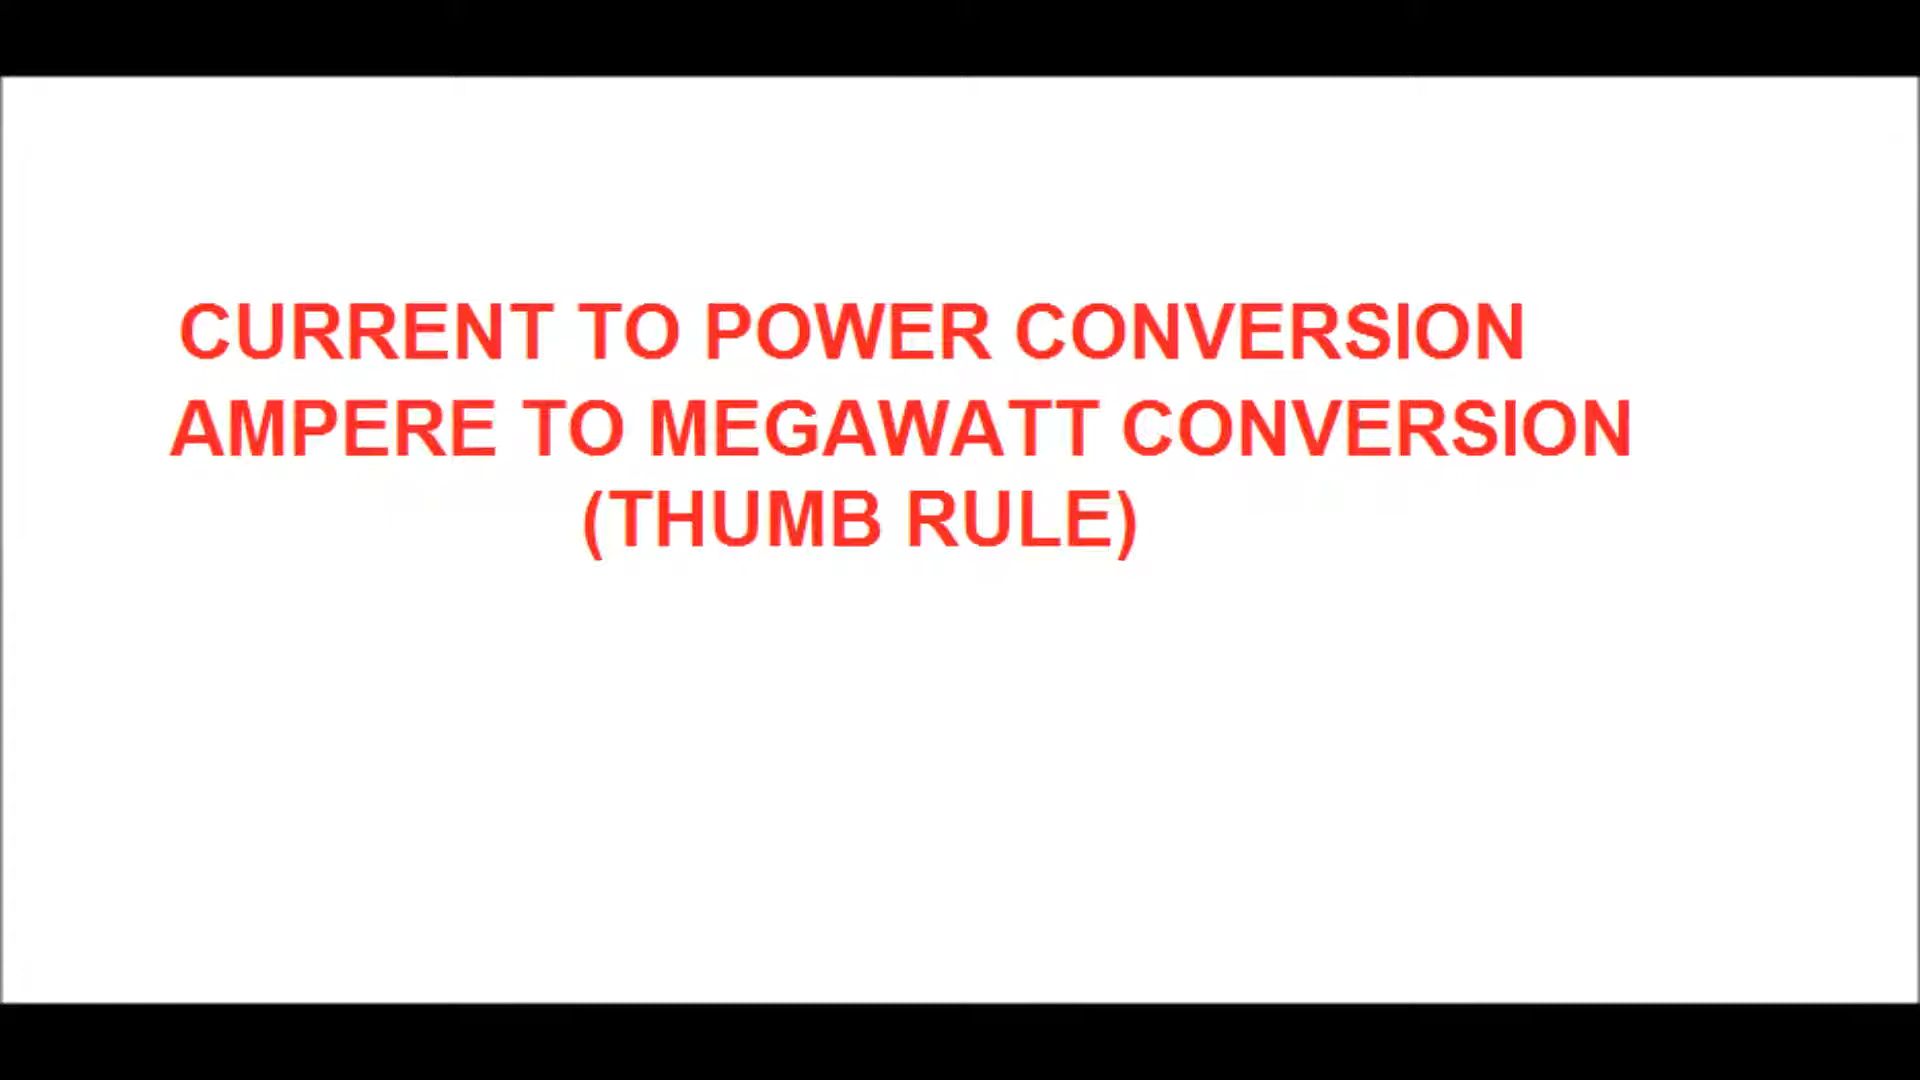 CURRENT TO POWER CONVERSION
AMPERE TO MEGAWATT CONVERSION
(THUMB RULE)